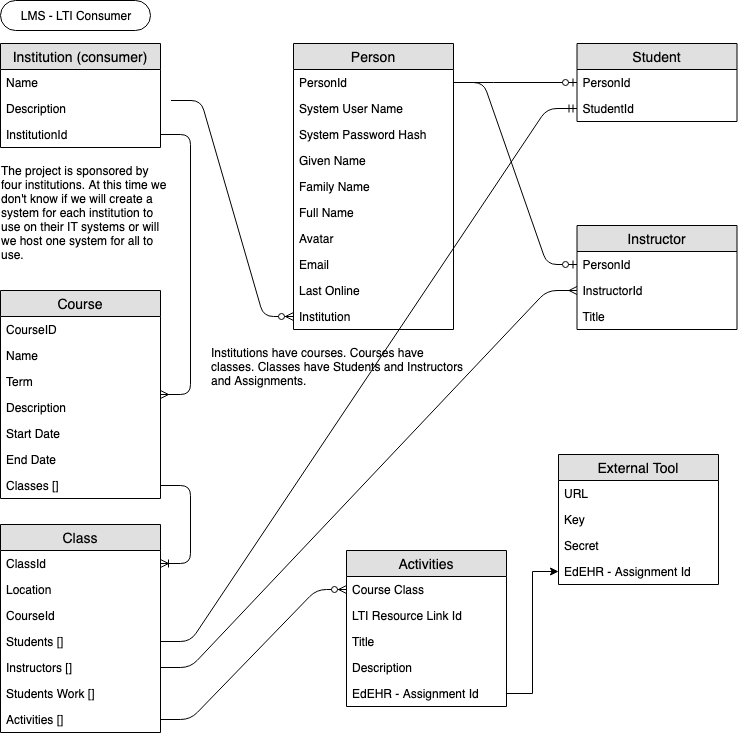 LMS - LTI Consumer
Institution (consumer)
Name
Description
InstitutionId
The project is sponsored by
four institutions. At this time we
don't know if we will create a
system for each institution to
use on their IT systems or will
we host one system for all to
use.
Person
PersonId
System User Name
System Password Hash
Given Name
Family Name
Full Name
Avatar
Email
Last Online
Institution
Student
PersonId
StudentId
Instructor
PersonId
InstructorId
Title
Institutions have courses. Courses have
classes. Classes have Students and Instructors
and Assignments.
Course
CourseID
Name
Term
Description
Start Date
End Date
Classes []
Class
ClassId
Location
CourseId
Students []
Instructors []
Students Work []
Activities []
Activities
Course Class
LTI Resource Link Id
Title
Description
EdEHR - Assignment Id
External Tool
URL
Key
Secret
EdEHR - Assignment Id